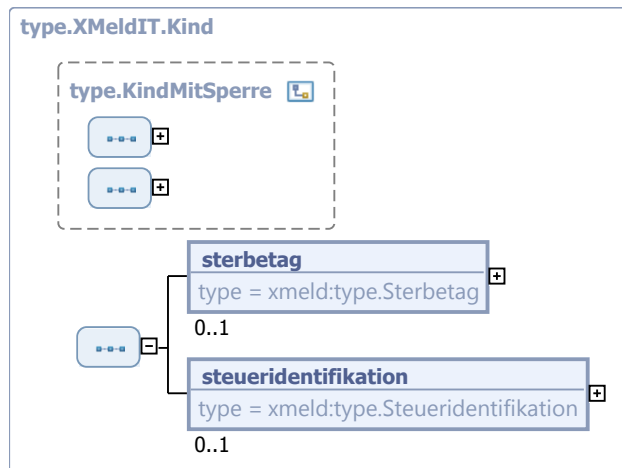 type.XMeldIT.Kind
type.KindMitSperre
sterbetag
type = xmeld:type.Sterbetag
0..1
steueridentifikation
type = xmeld:type.Steueridentifikation
0..1